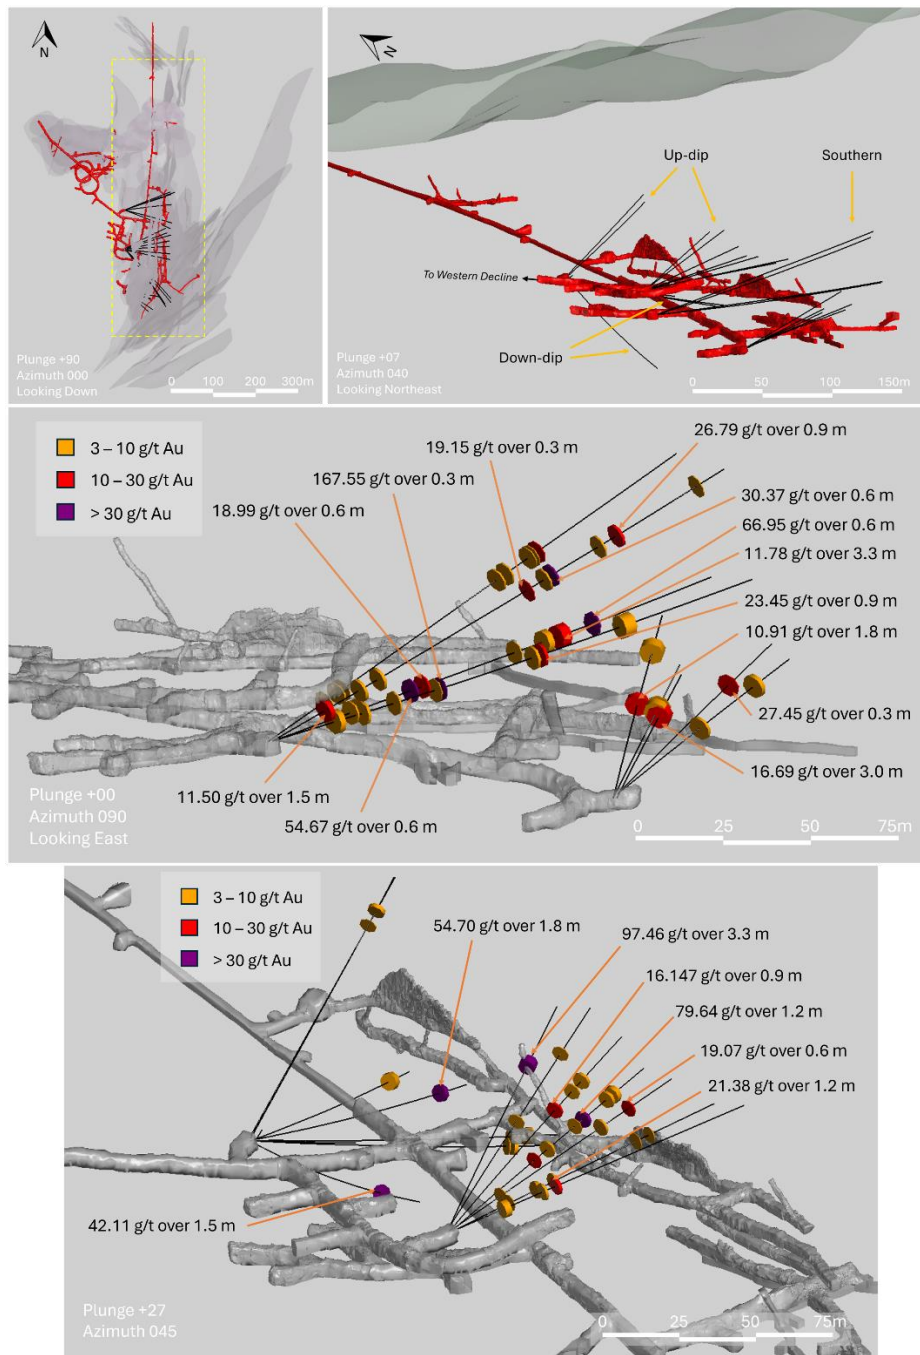 N
Plunge +90
Azimuth 000
Looking Down
0 100 200 300m
N
Up-dip
Southern
To Western Decline
Down-dip
Plunge +07
Azimuth 040
Looking Northeast
0 50 100 150m
3 – 10 g/t Au
10 – 30 g/t Au
> 30 g/t Au
26.79 g/t over 0.9 m
19.15 g/t over 0.3 m
167.55 g/t over 0.3 m
30.37 g/t over 0.6 m
18.99 g/t over 0.6 m
66.95 g/t over 0.6 m
11.78 g/t over 3.3 m
23.45 g/t over 0.9 m
10.91 g/t over 1.8 m
27.45 g/t over 0.3 m
16.69 g/t over 3.0 m
11.50 g/t over 1.5 m
54.67 g/t over 0.6 m
Plunge +00
Azimuth 090
Looking East
0 25 50 75m
3 – 10 g/t Au
10 – 30 g/t Au
> 30 g/t Au
54.70 g/t over 1.8 m
97.46 g/t over 3.3 m
16.147 g/t over 0.9 m
79.64 g/t over 1.2 m
19.07 g/t over 0.6 m
21.38 g/t over 1.2 m
42.11 g/t over 1.5 m
Plunge +27
Azimuth 045
0 25 50 75m